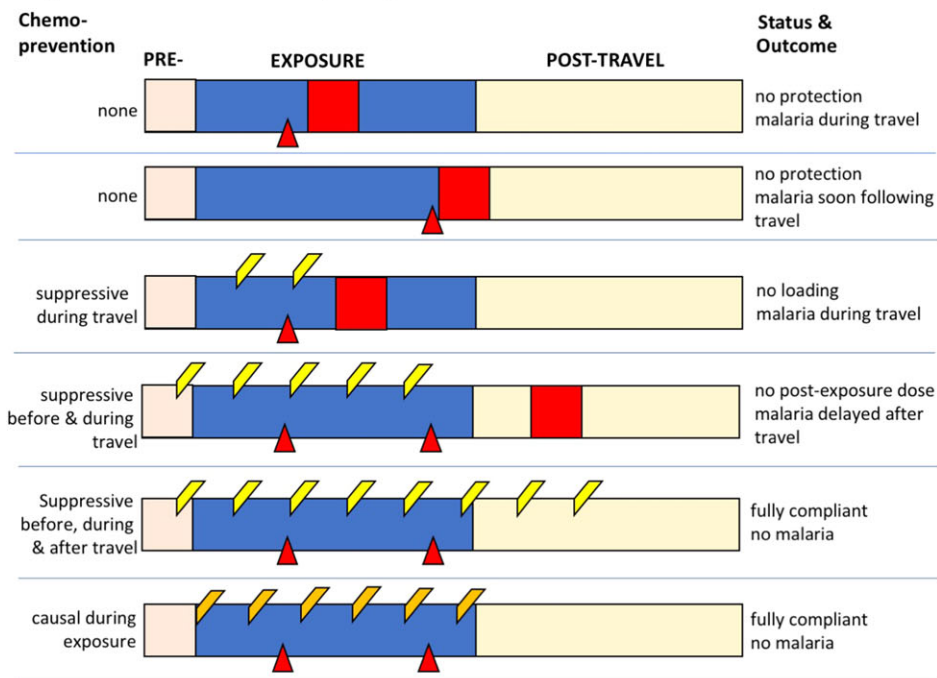 Chemo-
prevention
Status &
Outcome
PRE-
EXPOSURE
POST-TRAVEL
none
no protection
malaria during travel
none
no protection
malaria soon following
travel
suppressive
during travel
no loading
malaria during travel
suppressive
before & during
travel
no post-exposure dose
malaria delayed after
travel
Suppressive
before, during
& after travel
fully compliant
no malaria
causal during
exposure
fully compliant
no malaria